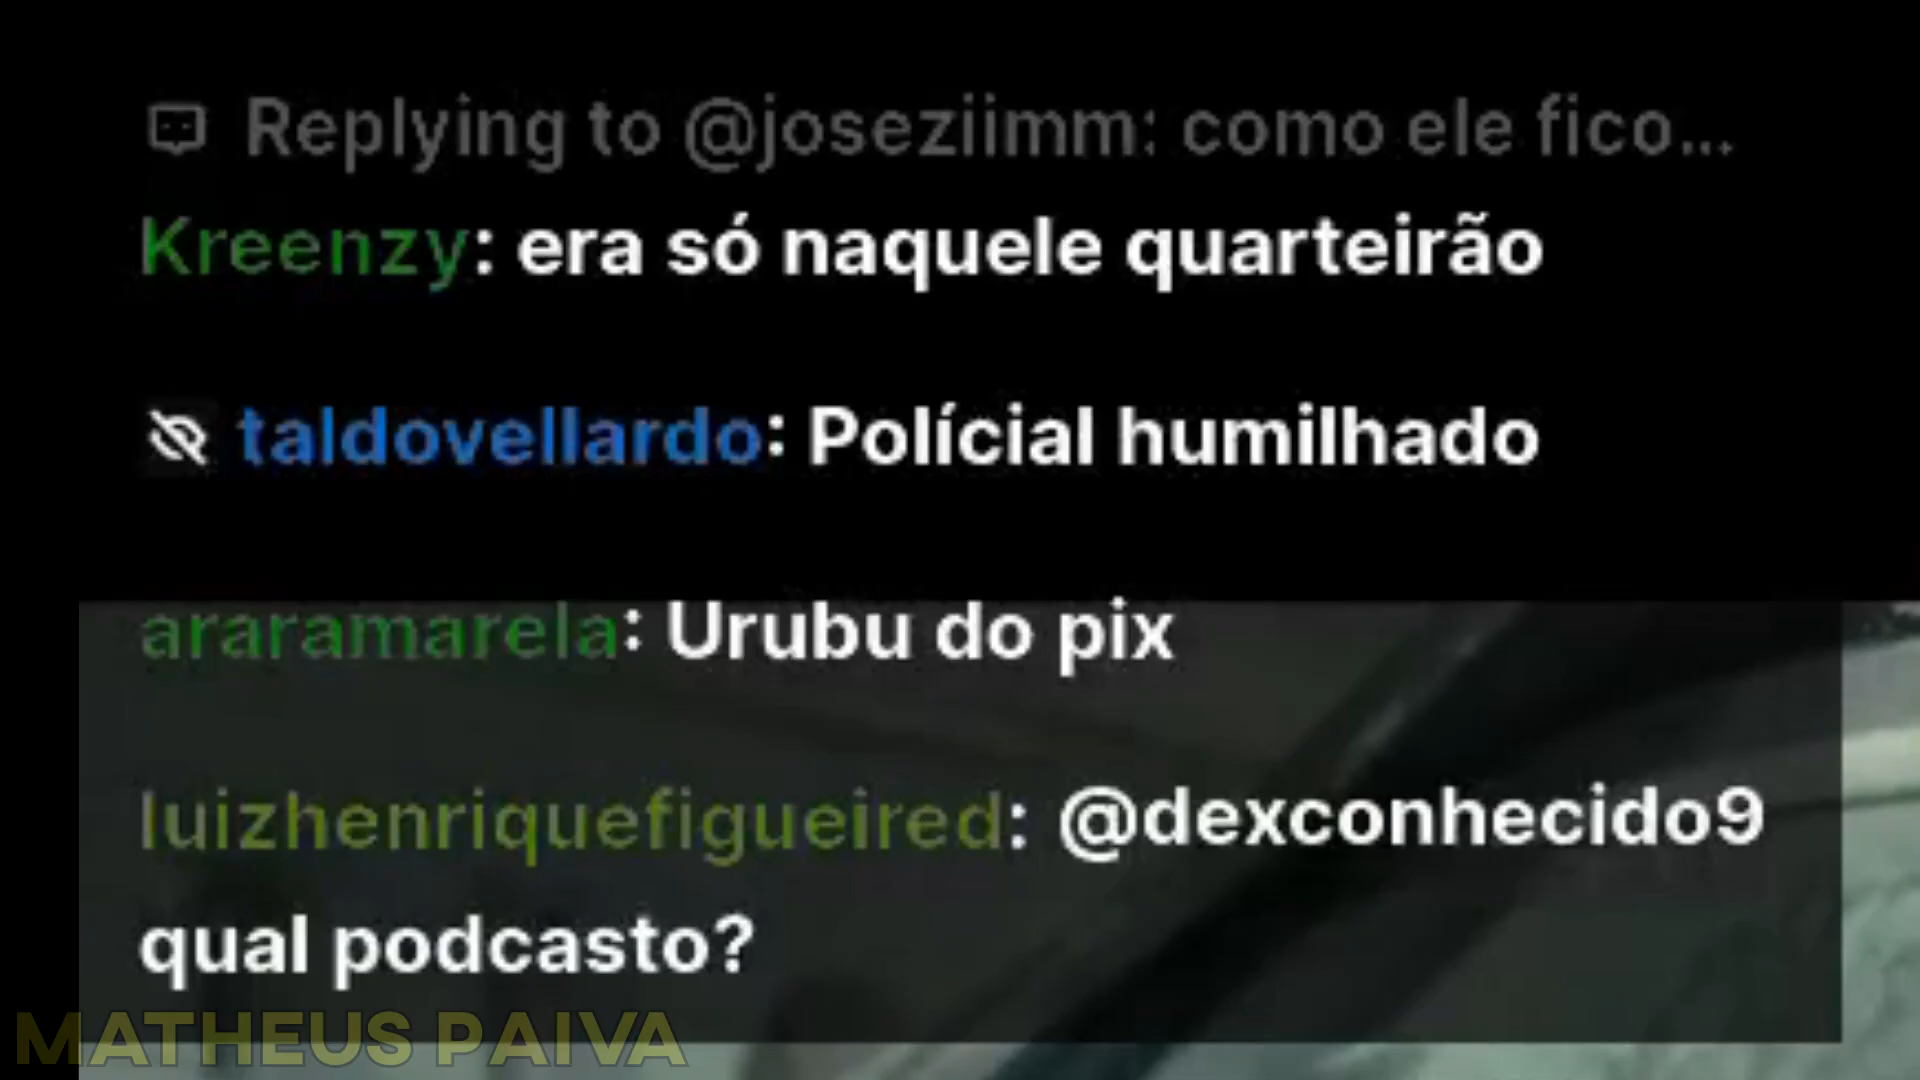 Replying to @joseziimm: como ele fico...
Kreenzy: era só naquele quarteirão
taldovellardo: Polícial humilhado
araramarela: Urubu do pix
luizhenriquefigueired: @dexconhecido9
qual podcasto?
MATHEUS PAIVA